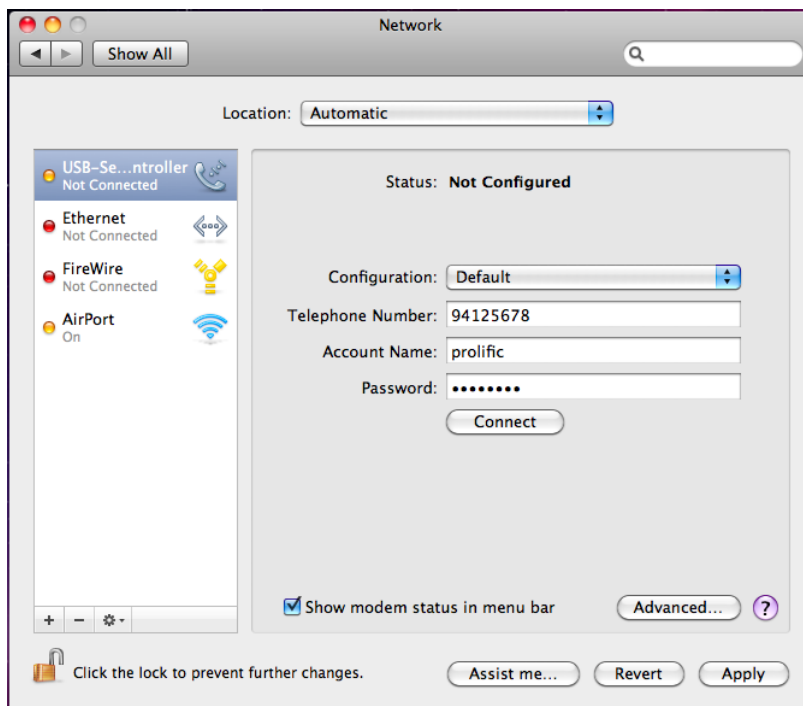 Network
Show All
Location: Automatic
USB-Se...ntroller
Not Connected
Ethernet
Not Connected
FireWire
Not Connected
AirPort
On
Status: Not Configured
Configuration: Default
Telephone Number: 94125678
Account Name: prolific
Password: ••••••••
Connect
Show modem status in menu bar
Advanced... ?
Click the lock to prevent further changes.
Assist me... Revert Apply